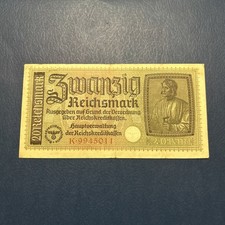 20 REICHSMARK
Zwanzig
Reichsmark
Ausgegeben auf Grund der Verordnung
über Reichskreditkassen
Hauptverwaltung
der Reichskreditkassen
K·9945011